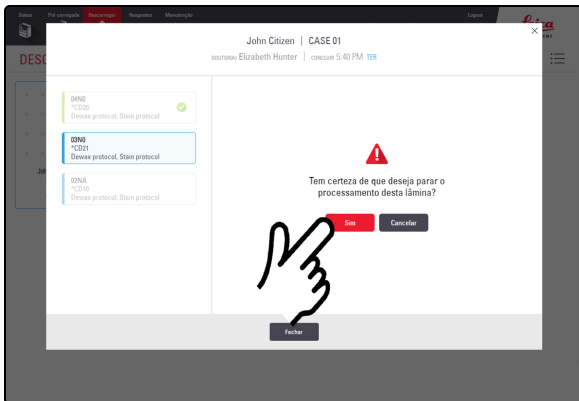 Status Pré-carregada Descarregar Reagentes Manutenção Logout
DESC
John Citizen | CASE 01
DOUTOR(A): Elizabeth Hunter | CONCLUIR 5:40 PM TER
04N0
*CD20
Dewax protocol, Stain protocol
03N0
*CD21
Dewax protocol, Stain protocol
02NA
*CD10
Dewax protocol, Stain protocol
Joh
Tem certeza de que deseja parar o
processamento desta lâmina?
Sim Cancelar
Fechar